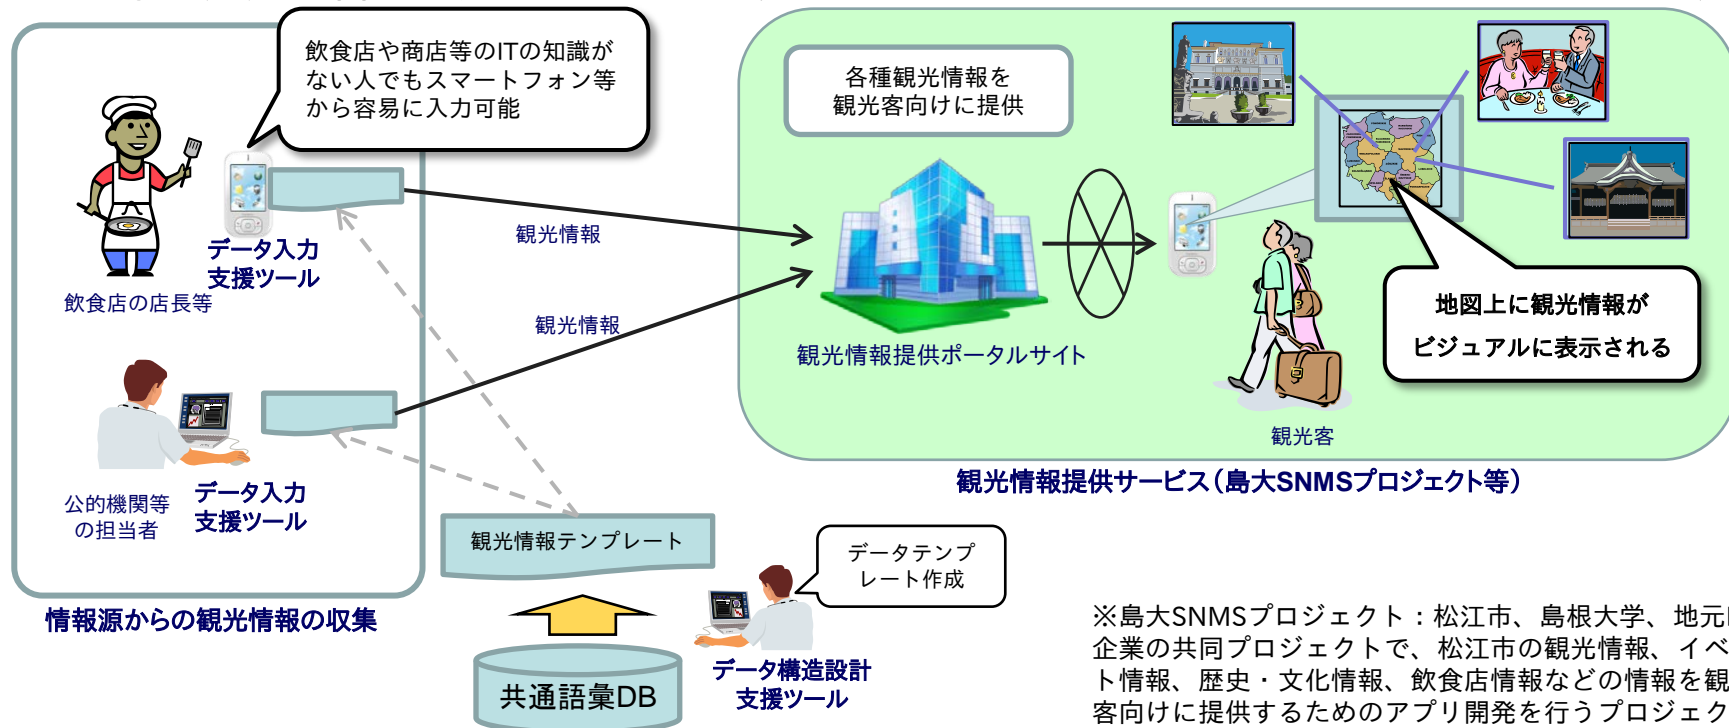 飲食店や商店等のITの知識が
ない人でもスマートフォン等
から容易に入力可能
データ入力
支援ツール
飲食店の店長等
公的機関等
の担当者
データ入力
支援ツール
情報源からの観光情報の収集
観光情報
観光情報
観光情報テンプレート
データテンプ
レート作成
共通語彙DB
データ構造設計
支援ツール
各種観光情報を
観光客向けに提供
観光情報提供ポータルサイト
観光客
地図上に観光情報が
ビジュアルに表示される
観光情報提供サービス（島大SNMSプロジェクト等）
※島大SNMSプロジェクト：松江市、島根大学、地元
企業の共同プロジェクトで、松江市の観光情報、イベ
ト情報、歴史・文化情報、飲食店情報などの情報を観
客向けに提供するためのアプリ開発を行うプロジェク